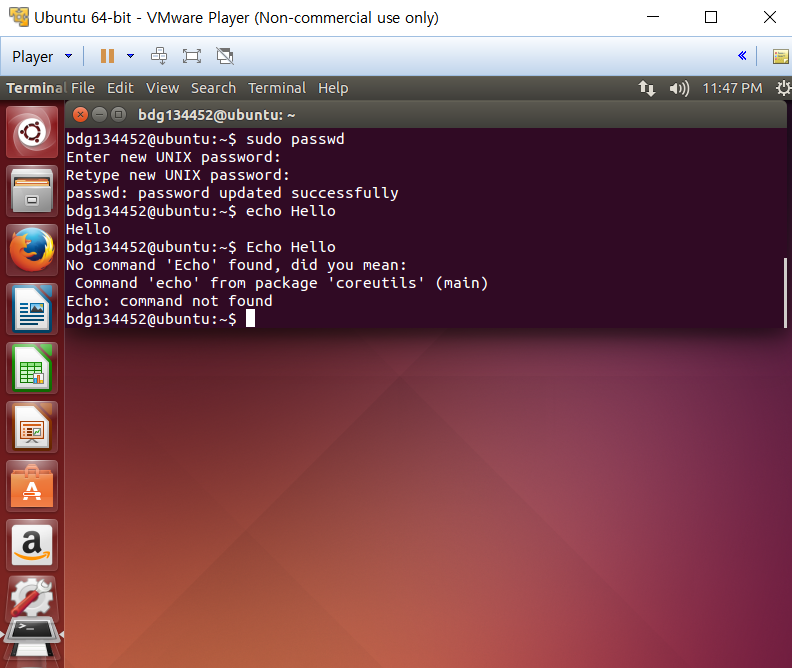 Ubuntu 64-bit - VMware Player (Non-commercial use only)
Player
Terminal File Edit View Search Terminal Help 11:47 PM
bdg134452@ubuntu: ~
bdg134452@ubuntu:~$ sudo passwd
Enter new UNIX password:
Retype new UNIX password:
passwd: password updated successfully
bdg134452@ubuntu:~$ echo Hello
Hello
bdg134452@ubuntu:~$ Echo Hello
No command 'Echo' found, did you mean:
 Command 'echo' from package 'coreutils' (main)
Echo: command not found
bdg134452@ubuntu:~$